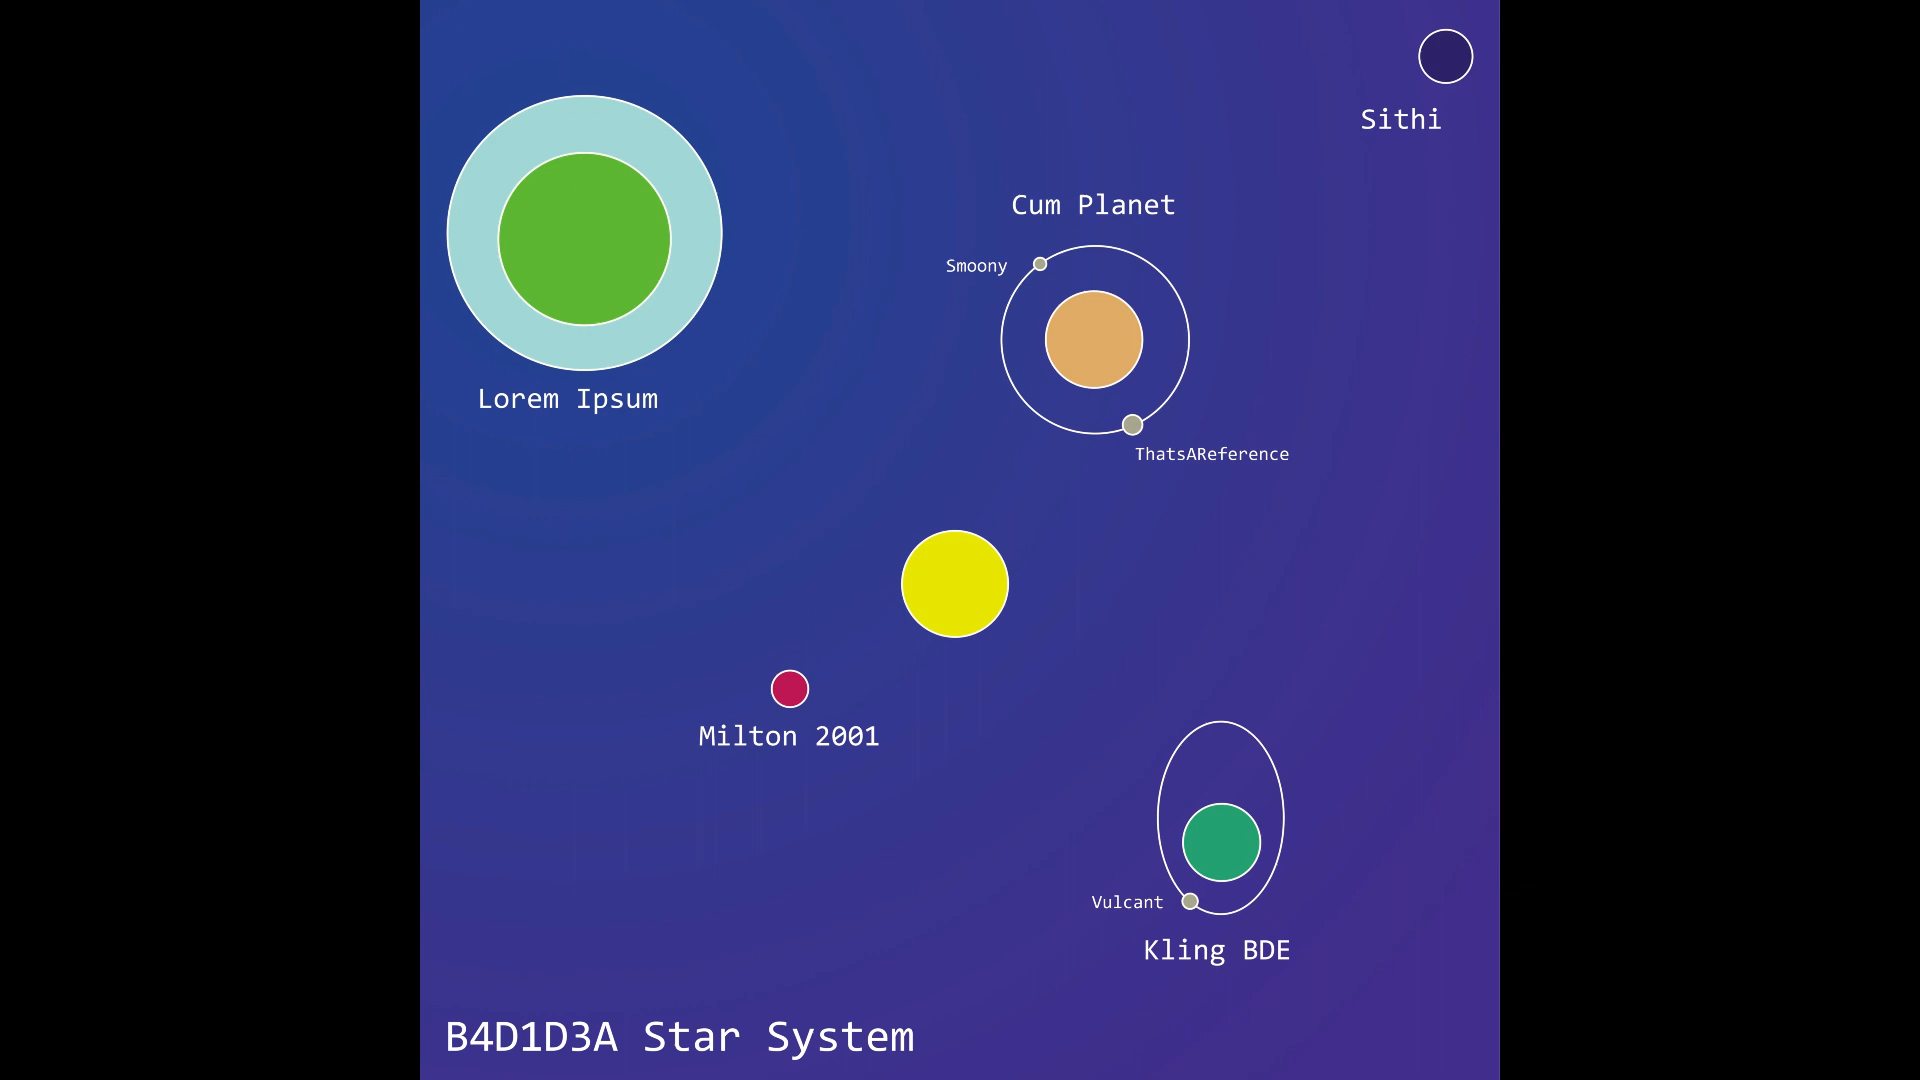 Sithi
Cum Planet
Smoony
Lorem Ipsum
ThatsAReference
Milton 2001
Vulcant
Kling BDE
B4D1D3A Star System